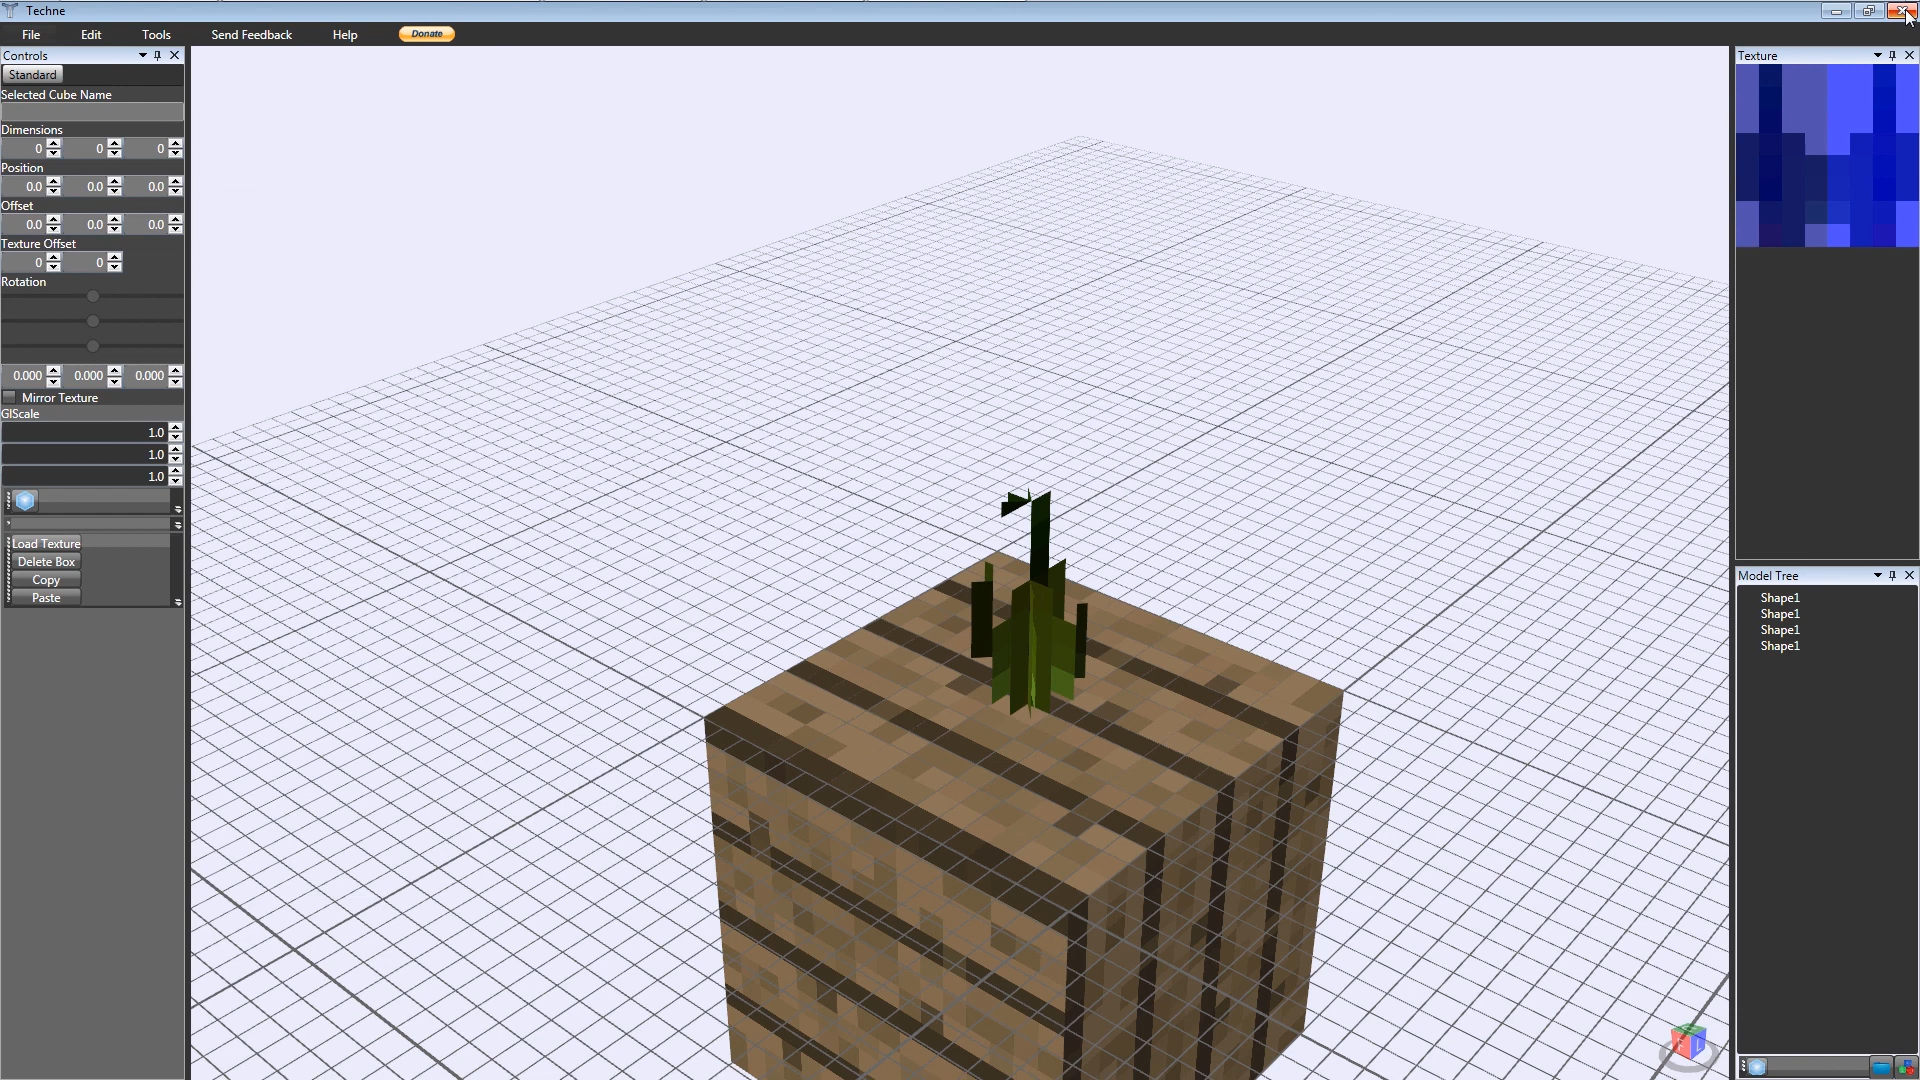 Techne
File Edit Tools Send Feedback Help Donate
Controls
Standard
Selected Cube Name
Dimensions
0 0 0
Position
0.0 0.0 0.0
Offset
0.0 0.0 0.0
Texture Offset
0 0
Rotation
0.000 0.000 0.000
Mirror Texture
GlScale
1.0
1.0
1.0
Load Texture
Delete Box
Copy
Paste
Texture
Model Tree
Shape1
Shape1
Shape1
Shape1